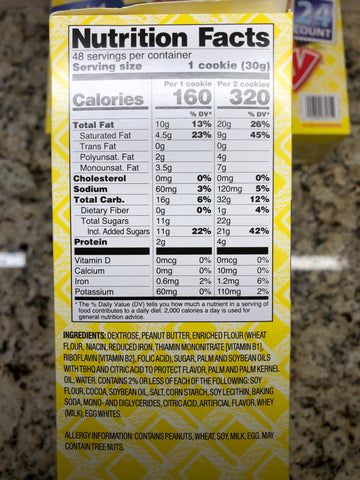 24
COUNT
y
Nutrition Facts
48 servings per container
Serving size 1 cookie (30g)
Per 1 cookie Per 2 cookies
Calories 160 320
% DV* % DV*
Total Fat 10g 13% 20g 26%
Saturated Fat 4.5g 23% 9g 45%
Trans Fat 0g 0g
Polyunsat. Fat 2g 4g
Monounsat. Fat 3.5g 7g
Cholesterol 0mg 0% 0mg 0%
Sodium 60mg 3% 120mg 5%
Total Carb. 16g 6% 32g 12%
Dietary Fiber 0g 0% 1g 4%
Total Sugars 11g 22g
Incl. Added Sugars 11g 22% 21g 42%
Protein 2g 4g
Vitamin D 0mcg 0% 0mcg 0%
Calcium 0mg 0% 10mg 0%
Iron 0.6mg 2% 1.2mg 6%
Potassium 60mg 0% 110mg 2%
* The % Daily Value (DV) tells you how much a nutrient in a serving of
food contributes to a daily diet. 2,000 calories a day is used for
general nutrition advice.
INGREDIENTS: DEXTROSE, PEANUT BUTTER, ENRICHED FLOUR (WHEAT
FLOUR, NIACIN, REDUCED IRON, THIAMIN MONONITRATE [VITAMIN B1],
RIBOFLAVIN [VITAMIN B2], FOLIC ACID), SUGAR, PALM AND SOYBEAN OILS
WITH TBHQ AND CITRIC ACID TO PROTECT FLAVOR, PALM AND PALM KERNEL
OIL, WATER. CONTAINS 2% OR LESS OF EACH OF THE FOLLOWING: SOY
FLOUR, COCOA, SOYBEAN OIL, SALT, CORN STARCH, SOY LECITHIN, BAKING
SODA, MONO- AND DIGLYCERIDES, CITRIC ACID, ARTIFICIAL FLAVOR, WHEY
(MILK), EGG WHITES.
ALLERGY INFORMATION: CONTAINS PEANUTS, WHEAT, SOY, MILK, EGG. MAY
CONTAIN TREE NUTS.